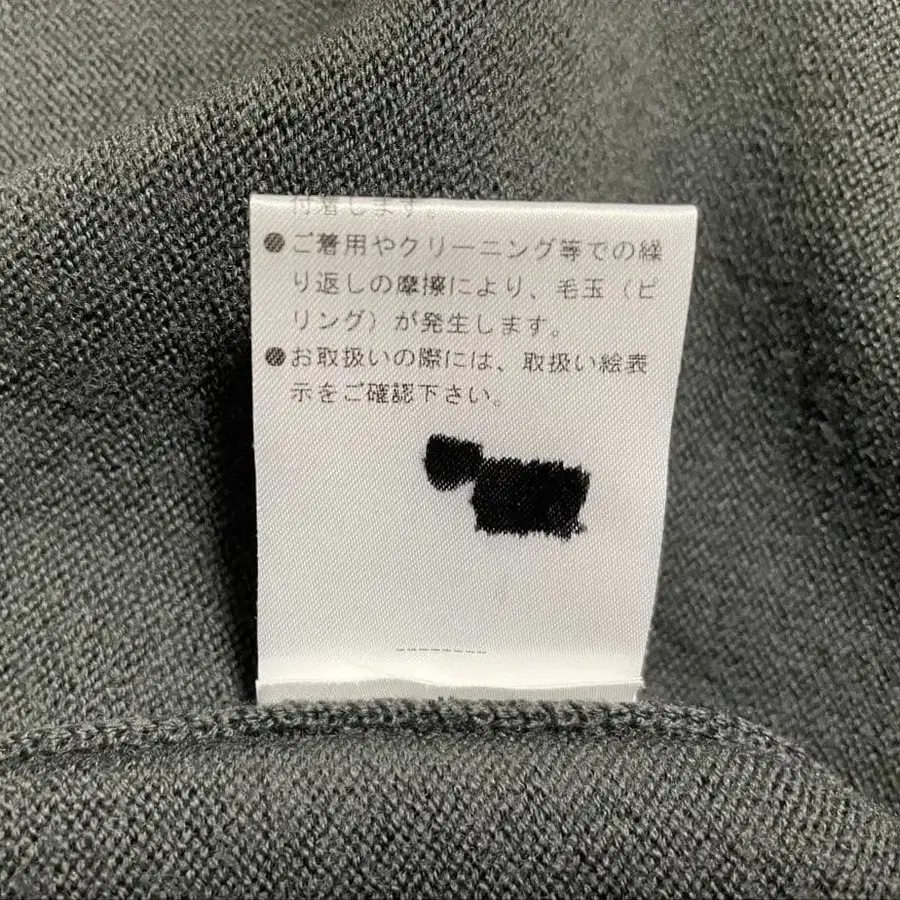 付着します。
●ご着用やクリーニング等での繰
り返しの摩擦により、毛玉（ピ
リング）が発生します。
●お取扱いの際には、取扱い絵表
示をご確認下さい。